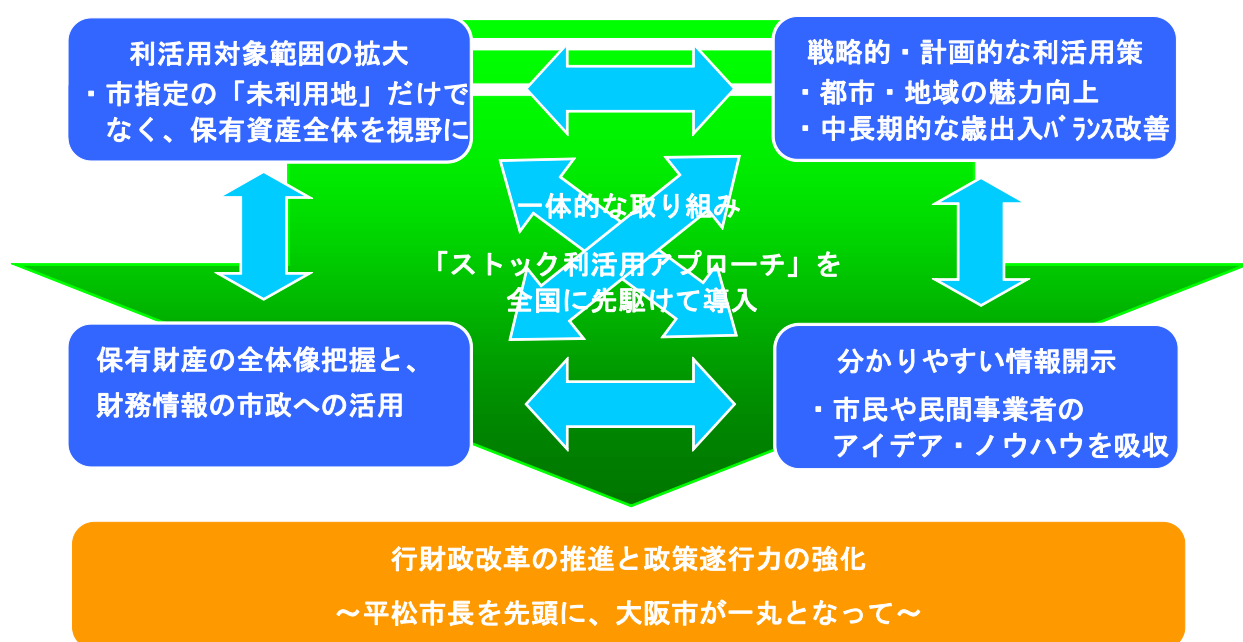 利活用対象範囲の拡大
・市指定の「未利用地」だけで
なく、保有資産全体を視野に
戦略的・計画的な利活用策
・都市・地域の魅力向上
・中長期的な歳出入ﾊﾞﾗﾝｽ改善
一体的な取り組み
「ストック利活用アプローチ」を
全国に先駆けて導入
保有財産の全体像把握と、
財務情報の市政への活用
分かりやすい情報開示
・市民や民間事業者の
アイデア・ノウハウを吸収
行財政改革の推進と政策遂行力の強化
～平松市長を先頭に、大阪市が一丸となって～